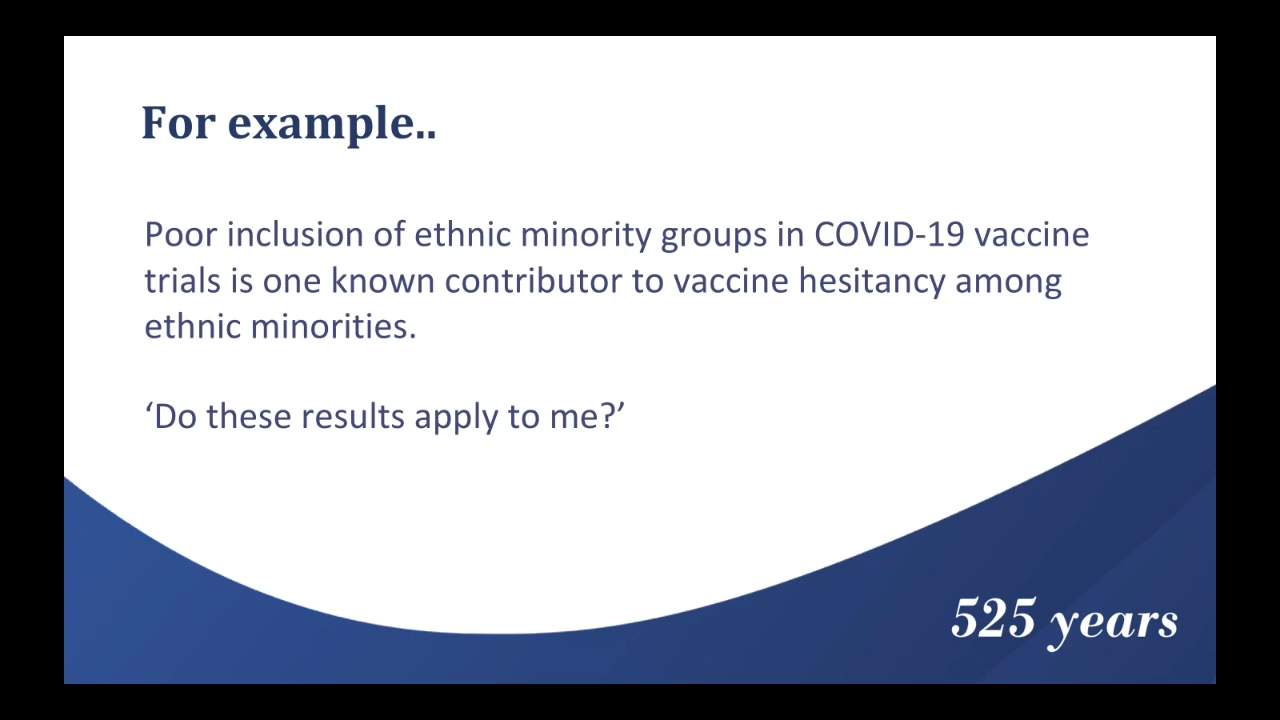 For example..
Poor inclusion of ethnic minority groups in COVID-19 vaccine
trials is one known contributor to vaccine hesitancy among
ethnic minorities.
‘Do these results apply to me?’
525 years